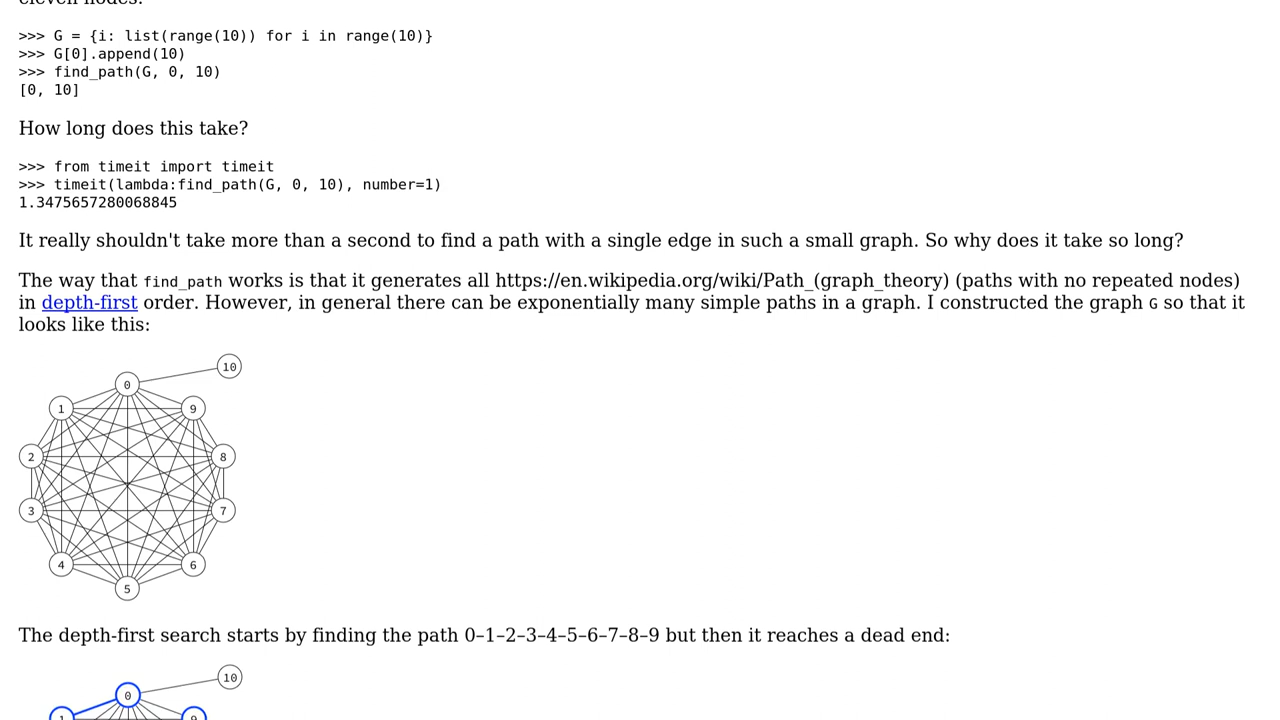 eleven nodes:
>>> G = {i: list(range(10)) for i in range(10)}
>>> G[0].append(10)
>>> find_path(G, 0, 10)
[0, 10]
How long does this take?
>>> from timeit import timeit
>>> timeit(lambda:find_path(G, 0, 10), number=1)
1.3475657280068845
It really shouldn't take more than a second to find a path with a single edge in such a small graph. So why does it take so long?
The way that find_path works is that it generates all https://en.wikipedia.org/wiki/Path_(graph_theory) (paths with no repeated nodes)
in depth-first order. However, in general there can be exponentially many simple paths in a graph. I constructed the graph G so that it
looks like this:
10
0
1 9
2 8
3 7
4 6
5
The depth-first search starts by finding the path 0–1–2–3–4–5–6–7–8–9 but then it reaches a dead end:
10
0
1 9